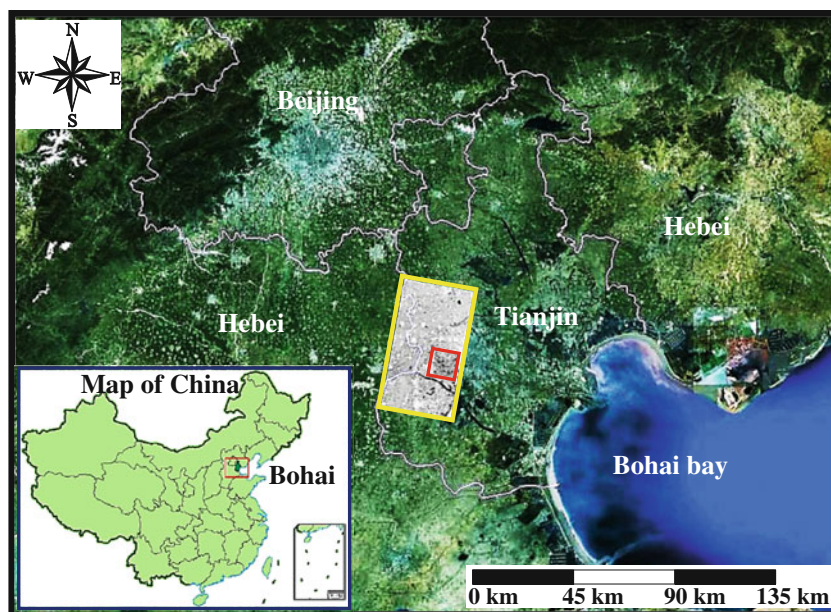 N
W E
S
Beijing
Hebei
Hebei
Tianjin
Map of China
Bohai
Bohai bay
0 km 45 km 90 km 135 km